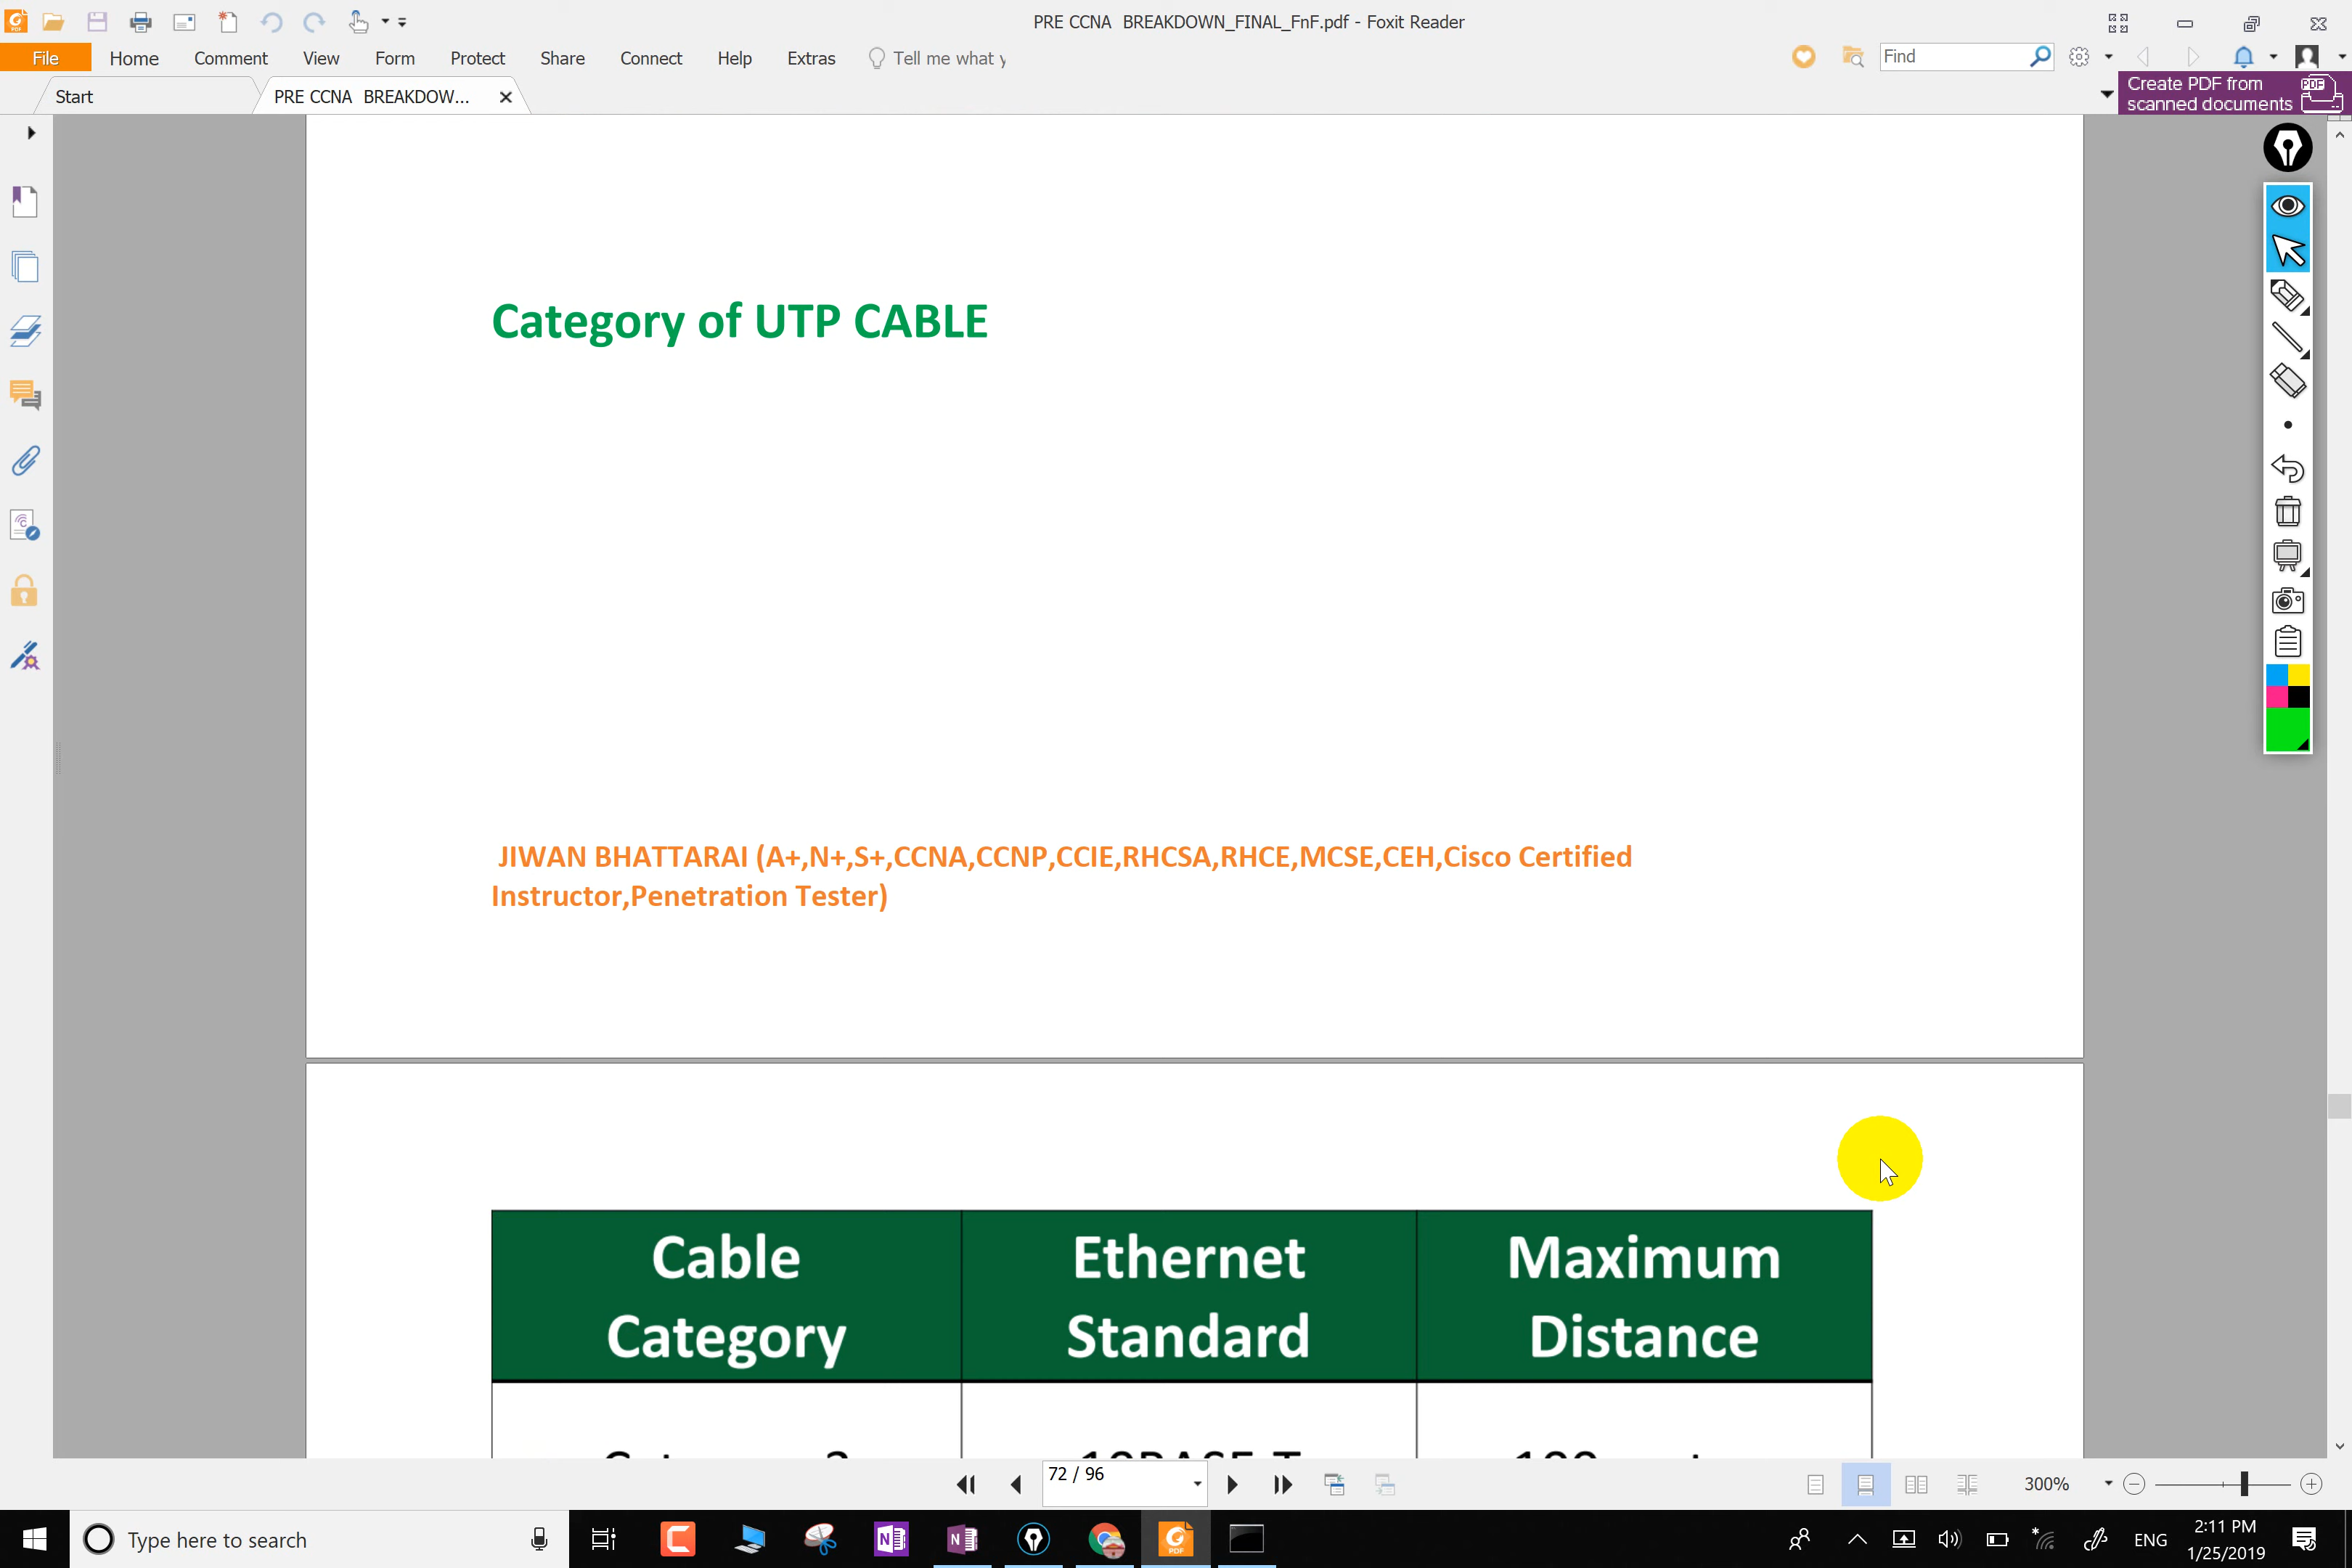 PRE CCNA BREAKDOWN_FINAL_FnF.pdf - Foxit Reader
File Home Comment View Form Protect Share Connect Help Extras Tell me what y
Find
Start PRE CCNA BREAKDOW...
Create PDF from
scanned documents
PDF
Category of UTP CABLE
JIWAN BHATTARAI (A+,N+,S+,CCNA,CCNP,CCIE,RHCSA,RHCE,MCSE,CEH,Cisco Certified
Instructor,Penetration Tester)
Cable
Category
Ethernet
Standard
Maximum
Distance
72 / 96
300%
Type here to search
ENG
2:11 PM
1/25/2019